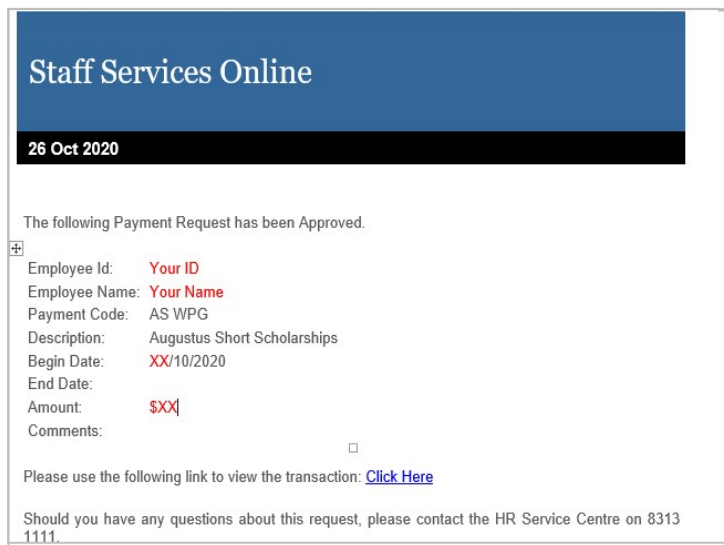 Staff Services Online
26 Oct 2020
The following Payment Request has been Approved.
Employee Id: Your ID
Employee Name: Your Name
Payment Code: AS WPG
Description: Augustus Short Scholarships
Begin Date: XX/10/2020
End Date:
Amount: $XX
Comments:
Please use the following link to view the transaction: Click Here
Should you have any questions about this request, please contact the HR Service Centre on 8313
1111.